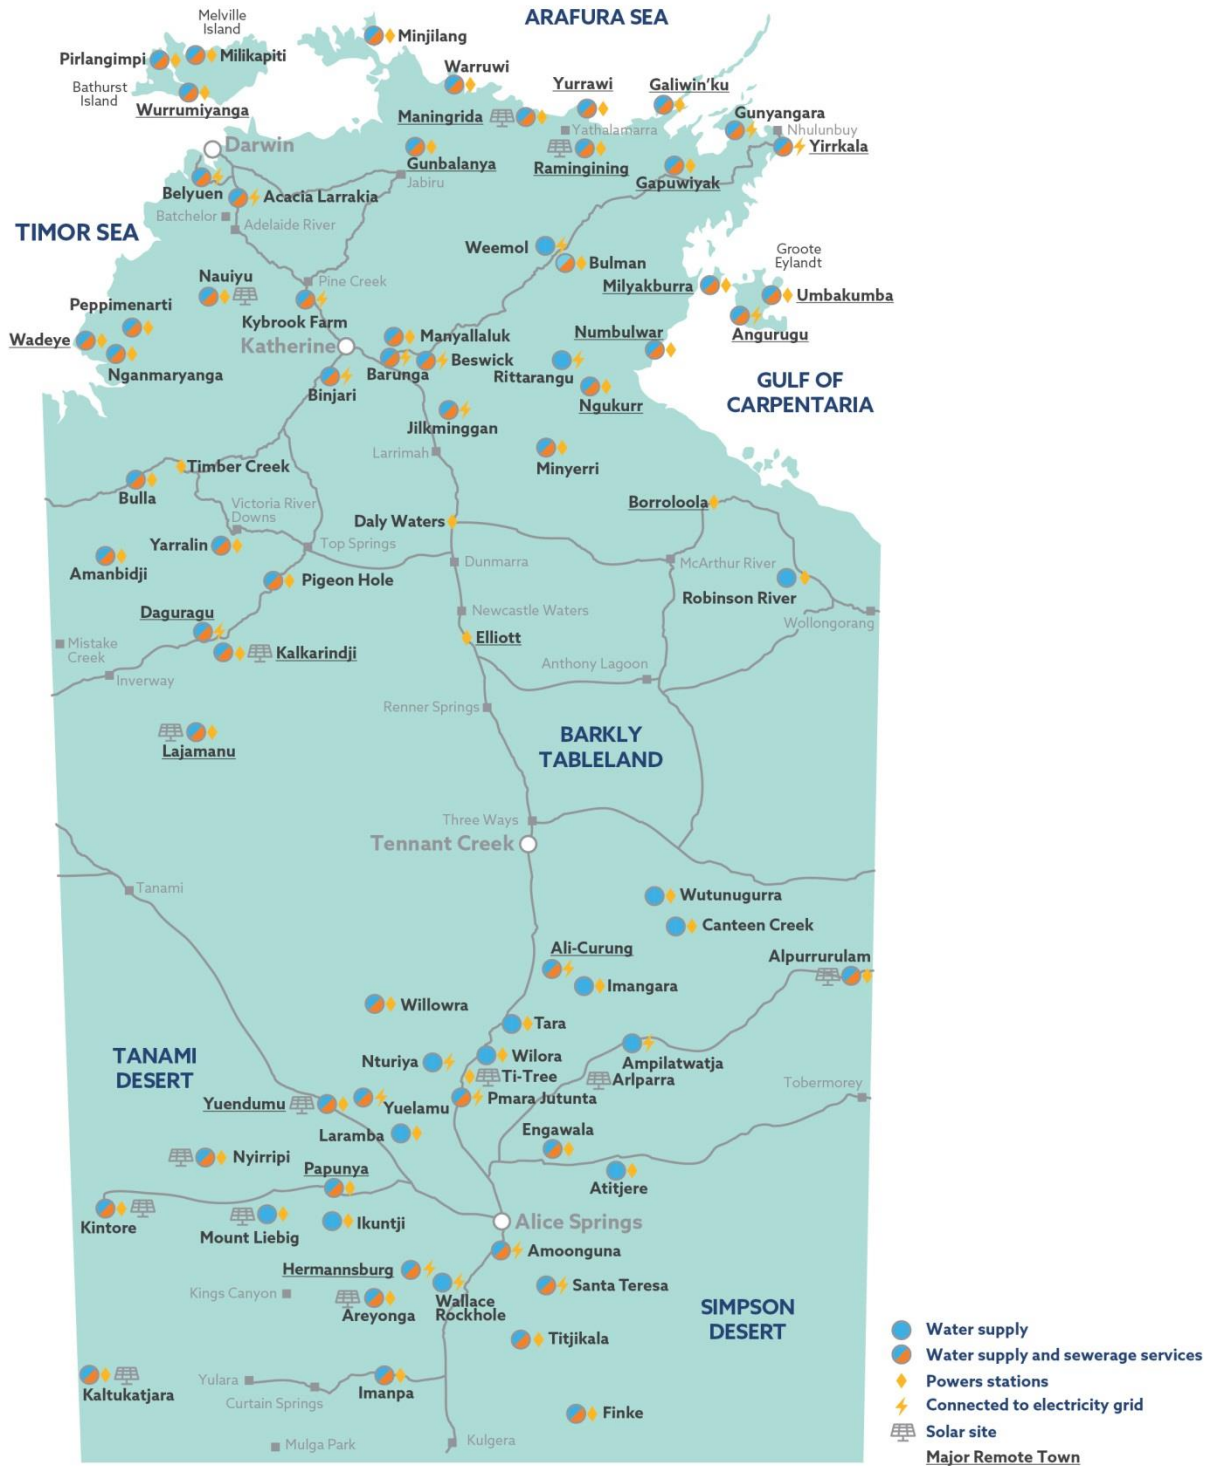 Melville
Island
ARAFURA SEA
Minjilang
Pirlangimpi
Milikapiti
Warruwi
Bathurst
Island
Yurrawi
Galiwin'ku
Wurrumiyanga
Maningrida
Gunyangara
Yathalamarra
Nhulunbuy
Darwin
Yirrkala
Gunbalanya
Ramingining
Gapuwiyak
Jabiru
Belyuen
Acacia Larrakia
Batchelor
Adelaide River
TIMOR SEA
Weemol
Groote
Eylandt
Bulman
Nauiyu
Pine Creek
Milyakburra
Umbakumba
Peppimenarti
Kybrook Farm
Angurugu
Wadeye
Katherine
Manyallaluk
Numbulwar
Nganmaryanga
Barunga
Beswick
Rittarangu
Binjari
GULF OF
CARPENTARIA
Ngukurr
Jilkminggan
Larrimah
Minyerri
Timber Creek
Bulla
Victoria River
Downs
Borroloola
Daly Waters
Yarralin
Top Springs
Amanbidji
Dunmarra
McArthur River
Pigeon Hole
Robinson River
Daguragu
Newcastle Waters
Wollongorang
Mistake
Creek
Elliott
Kalkarindji
Anthony Lagoon
Inverway
Renner Springs
BARKLY
TABLELAND
Lajamanu
Three Ways
Tennant Creek
Tanami
Wutunugurra
Canteen Creek
Ali-Curung
Alpurrurulam
Imangara
Willowra
Tara
TANAMI
DESERT
Nturiya
Wilora
Ampilatwatja
Ti-Tree
Arlparra
Tobermorey
Yuendumu
Yuelamu
Pmara Jutunta
Laramba
Engawala
Nyirripi
Papunya
Atitjere
Kintore
Mount Liebig
Ikuntji
Alice Springs
Amoonguna
Hermannsburg
Santa Teresa
Kings Canyon
Wallace
Rockhole
Areyonga
SIMPSON
DESERT
Titjikala
Kaltukatjara
Yulara
Imanpa
Curtain Springs
Finke
Mulga Park
Kulgera
Water supply
Water supply and sewerage services
Powers stations
Connected to electricity grid
Solar site
Major Remote Town